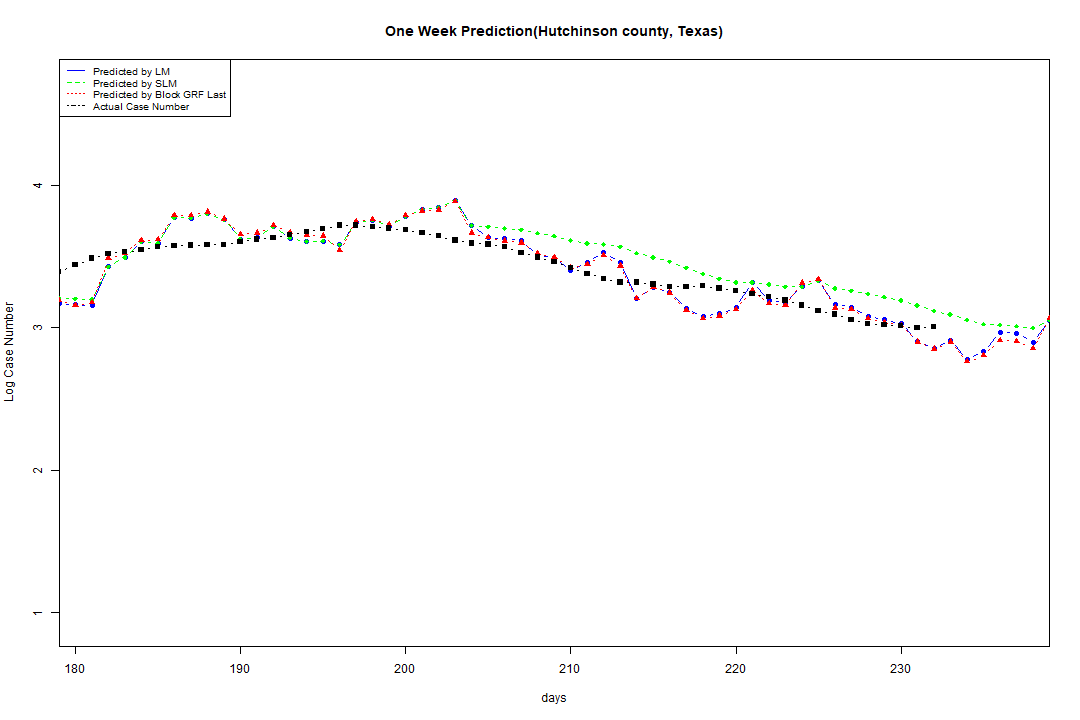 One Week Prediction(Hutchinson county, Texas)
Predicted by LM
Predicted by SLM
Predicted by Block GRF Last
Actual Case Number
4
3
2
1
Log Case Number
180 190 200 210 220 230
days